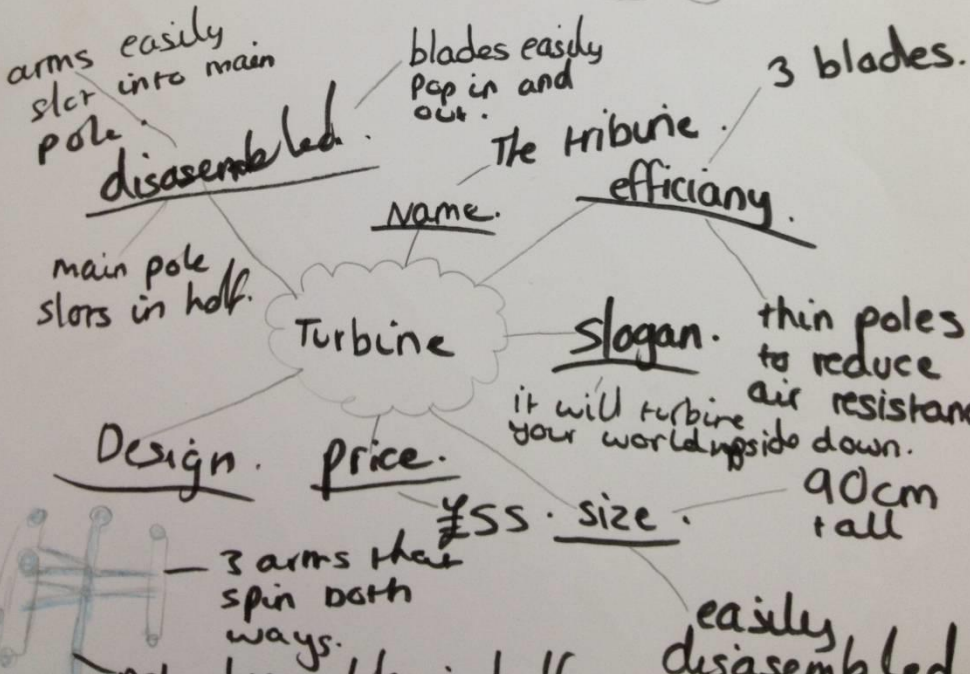 arms easily
slot into main
pole.
blades easily
pop in and
out.
3 blades.
disasembled.
The tribune.
Name.
efficiany.
main pole
slots in half.
Turbine
Slogan.
thin poles
to reduce
air resistan
it will turbine
your world upside down.
Design.
price.
£55.
size.
90cm
tall
3 arms that
spin both
ways.
easily
disasembled